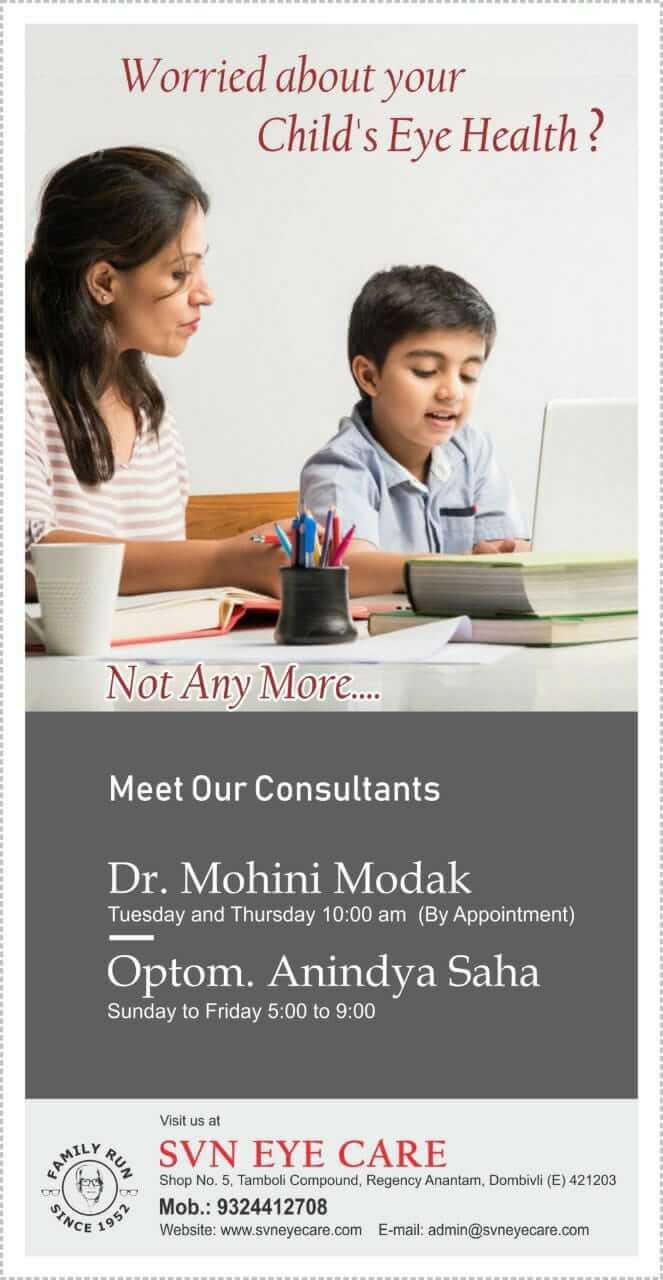 Worried about your
Child's Eye Health ?
Not Any More....
Meet Our Consultants
Dr. Mohini Modak
Tuesday and Thursday 10:00 am (By Appointment)
Optom. Anindya Saha
Sunday to Friday 5:00 to 9:00
Visit us at
SVN EYE CARE
Shop No. 5, Tamboli Compound, Regency Anantam, Dombivli (E) 421203
Mob.: 9324412708
Website: www.svneyecare.com E-mail: admin@svneyecare.com
FAMILY RUN
SINCE 1952